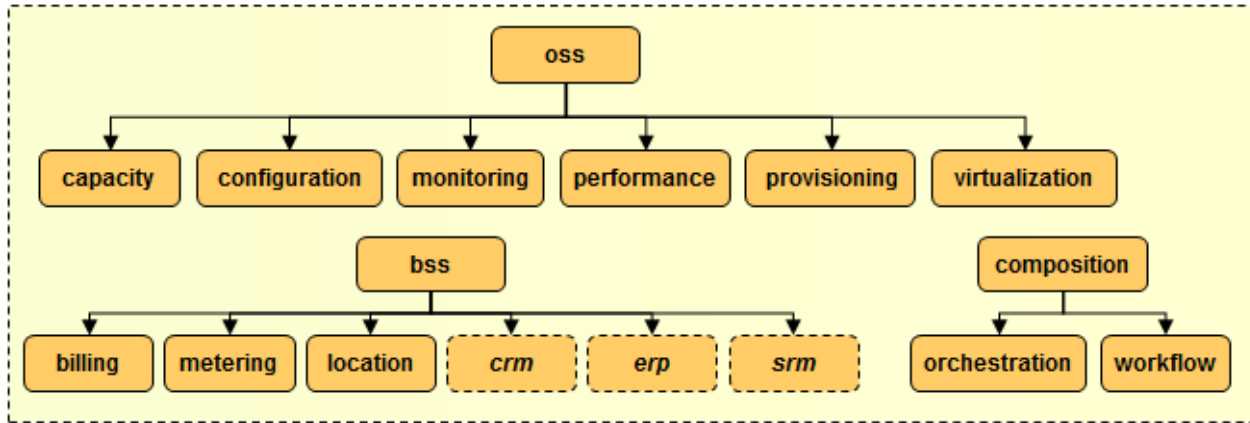 oss
capacity configuration monitoring performance provisioning virtualization
bss composition
billing metering location crm erp srm orchestration workflow